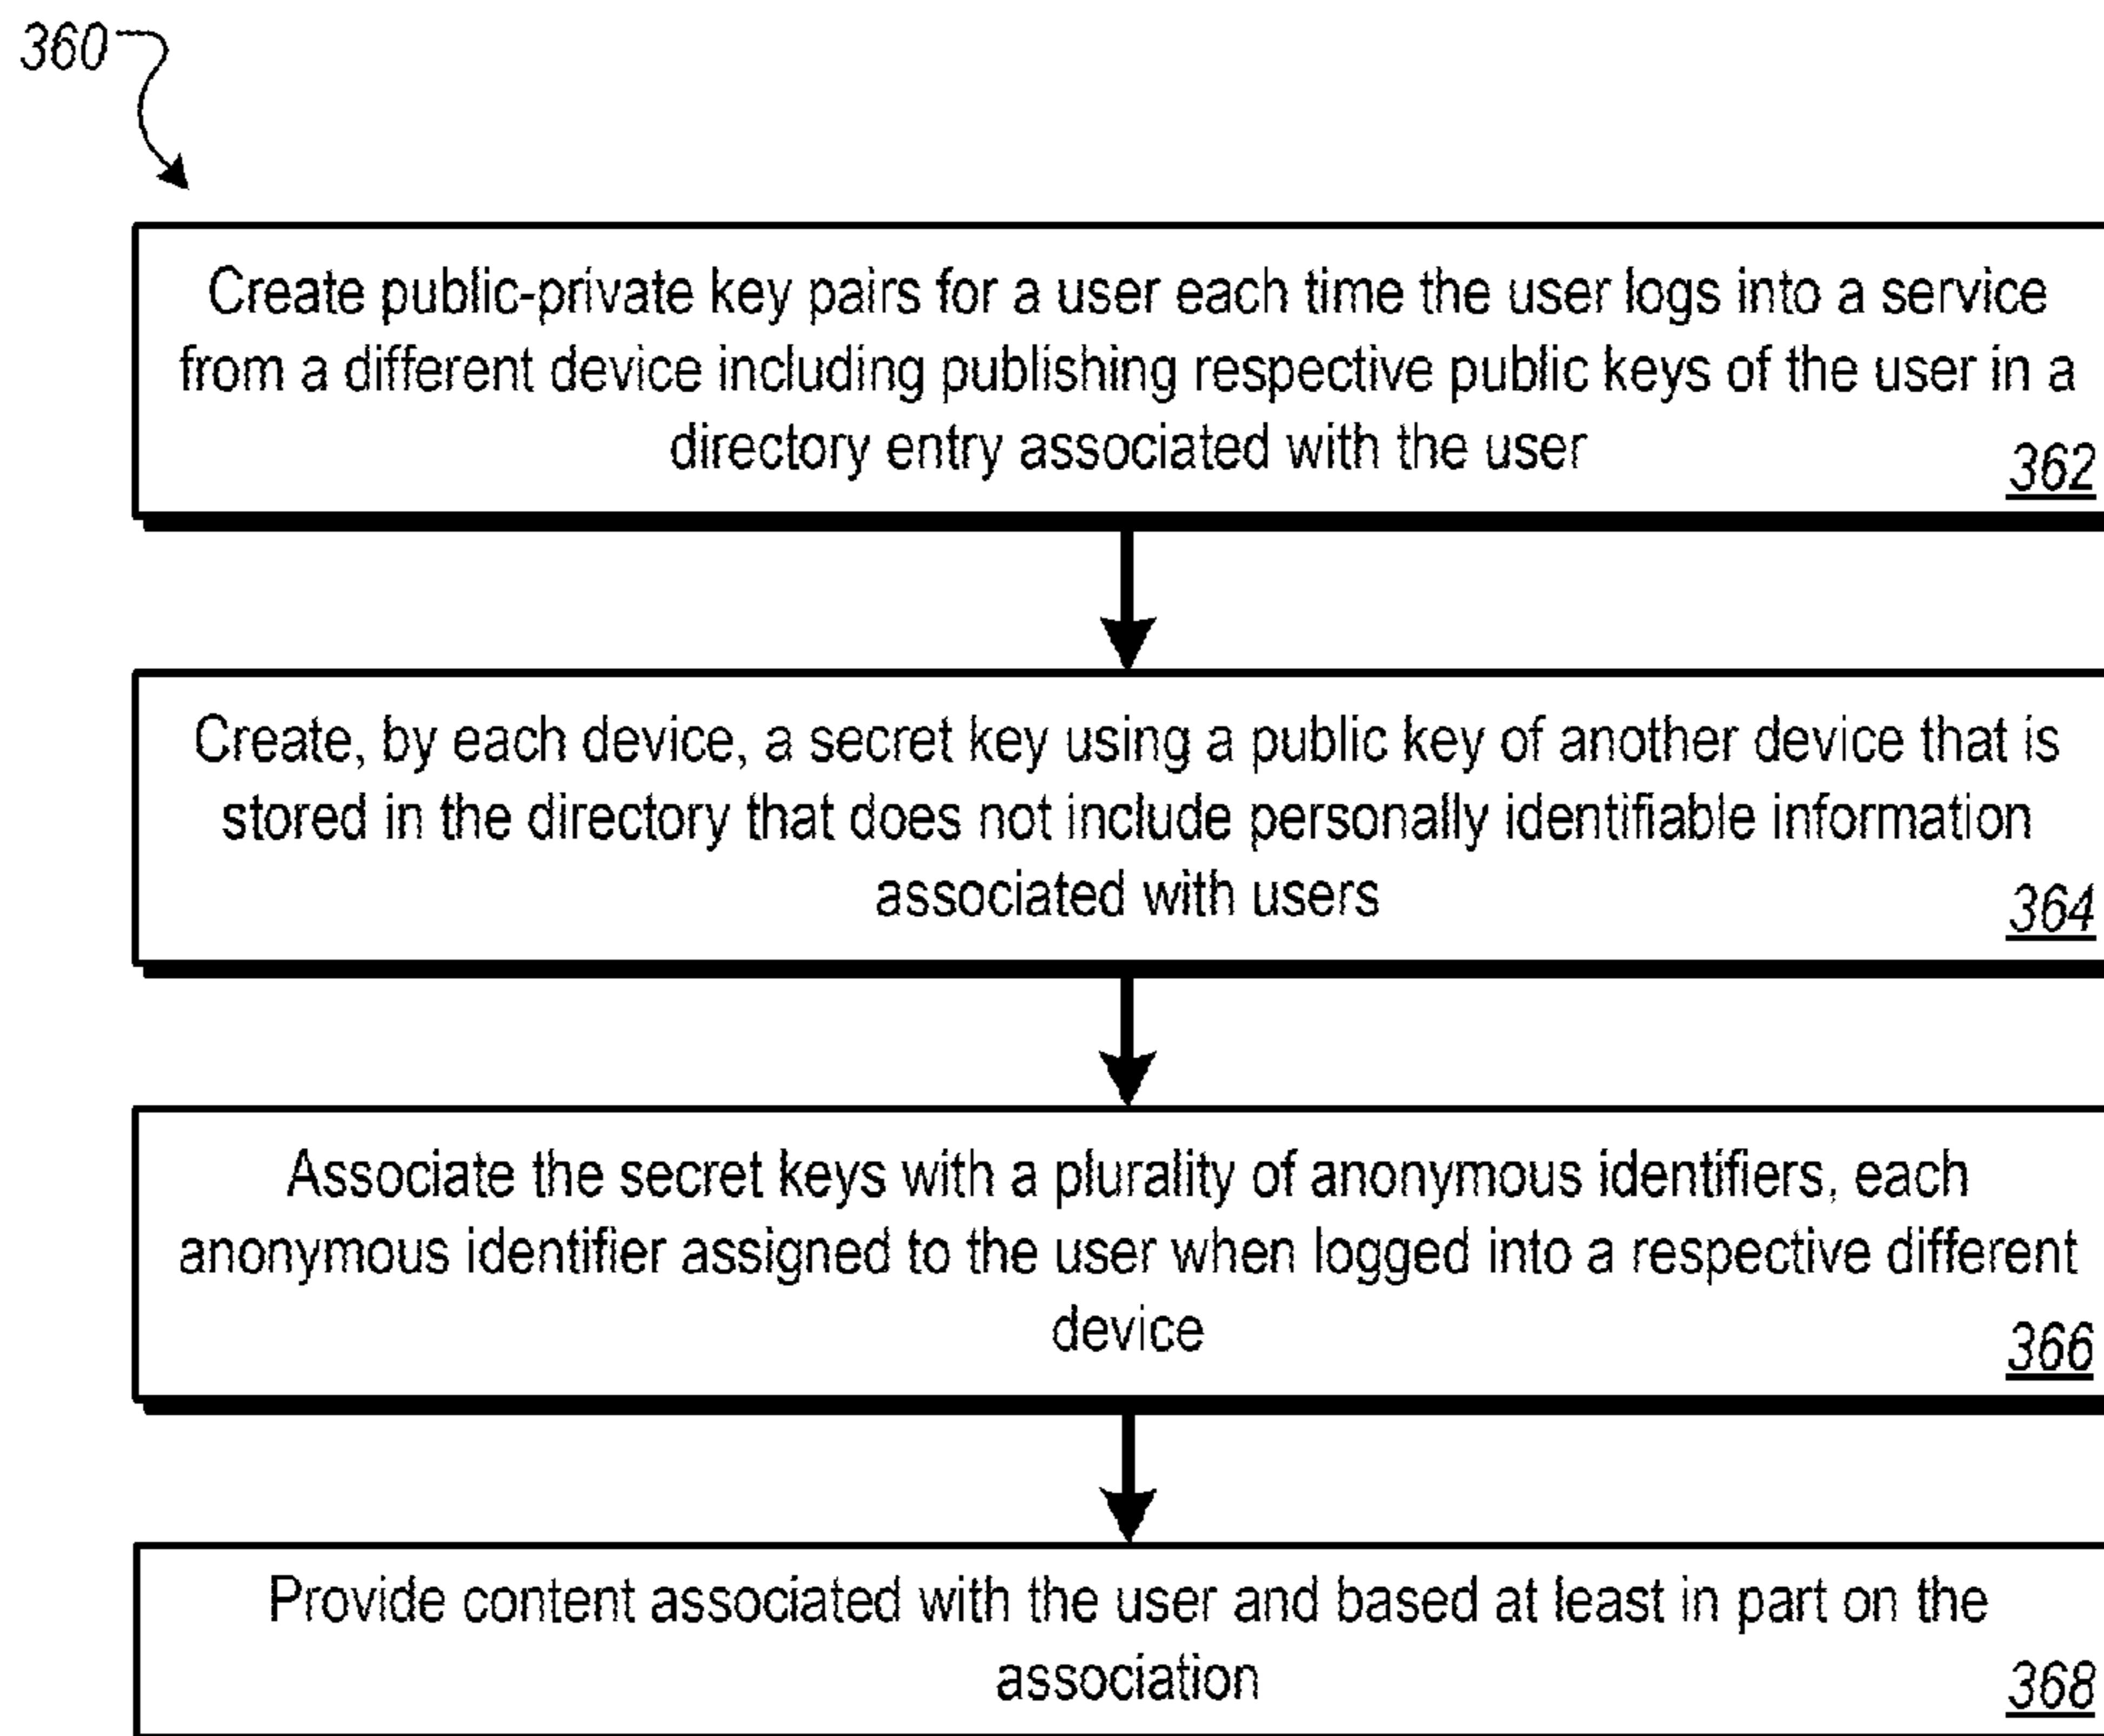 360
Create public-private key pairs for a user each time the user logs into a service
from a different device including publishing respective public keys of the user in a
directory entry associated with the user
362
Create, by each device, a secret key using a public key of another device that is
stored in the directory that does not include personally identifiable information
associated with users
364
Associate the secret keys with a plurality of anonymous identifiers, each
anonymous identifier assigned to the user when logged into a respective different
device
366
Provide content associated with the user and based at least in part on the
association
368